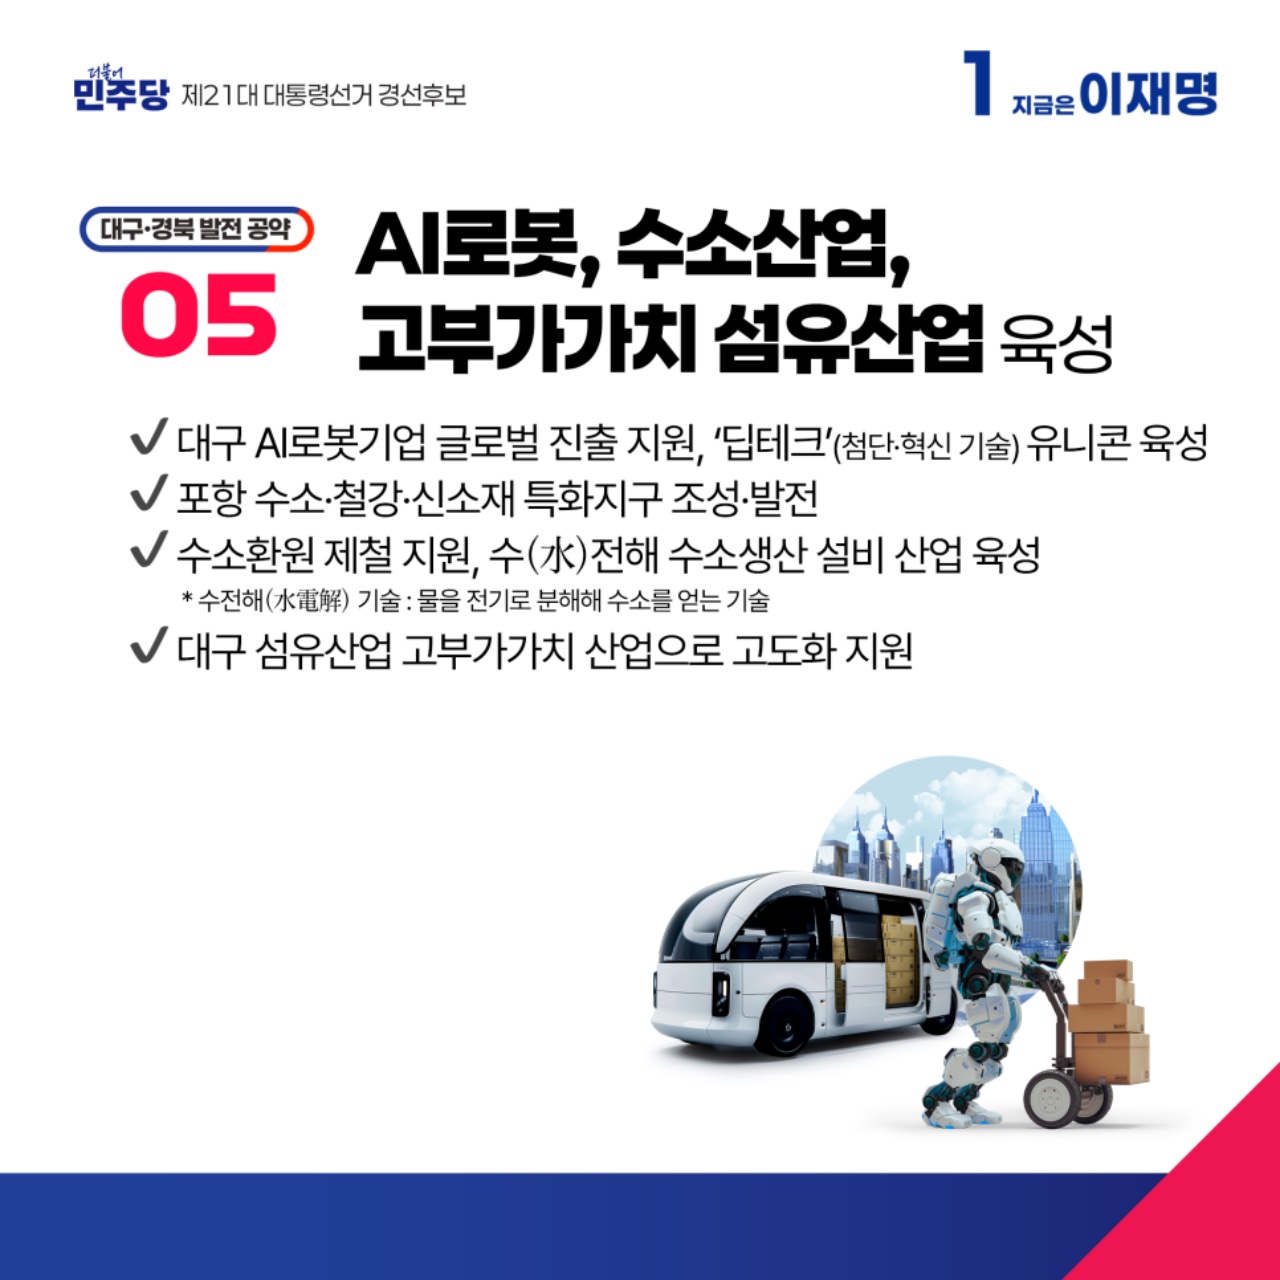 더불어
민주당 제21대 대통령선거 경선후보
1 지금은 이재명
대구·경북 발전 공약
05
AI로봇, 수소산업,
고부가가치 섬유산업 육성
대구 AI로봇기업 글로벌 진출 지원, ‘딥테크’(첨단·혁신 기술) 유니콘 육성
포항 수소·철강·신소재 특화지구 조성·발전
수소환원 제철 지원, 수(水)전해 수소생산 설비 산업 육성
* 수전해(水電解) 기술 : 물을 전기로 분해해 수소를 얻는 기술
대구 섬유산업 고부가가치 산업으로 고도화 지원